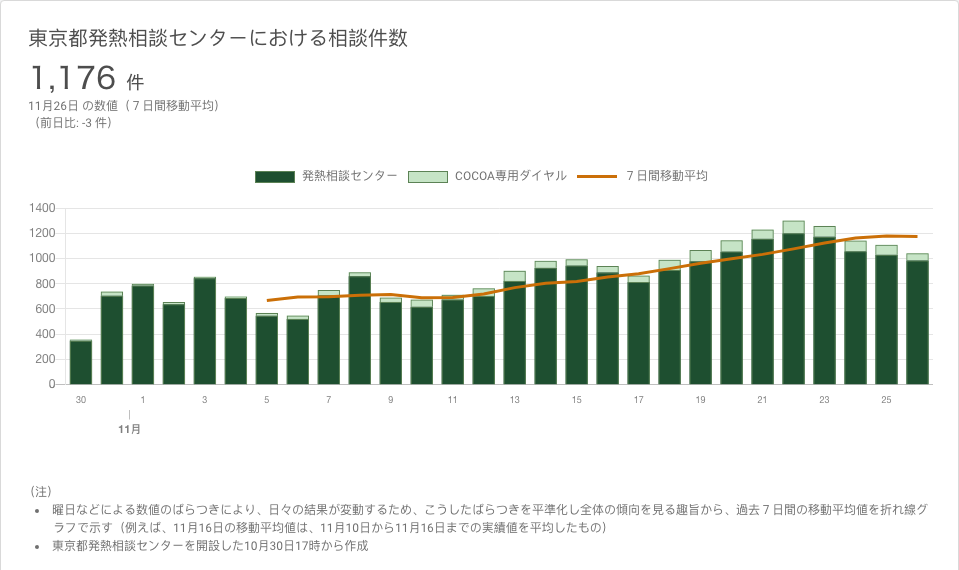 東京都発熱相談センターにおける相談件数
1,176 件
11月26日 の数値（７日間移動平均）
（前日比: -3 件）
発熱相談センター COCOA専用ダイヤル ７日間移動平均
1400
1200
1000
800
600
400
200
0
30 1 3 5 7 9 11 13 15 17 19 21 23 25
11月
（注）
• 曜日などによる数値のばらつきにより、日々の結果が変動するため、こうしたばらつきを平準化し全体の傾向を見る趣旨から、過去７日間の移動平均値を折れ線グ
ラフで示す（例えば、11月16日の移動平均値は、11月10日から11月16日までの実績値を平均したもの）
• 東京都発熱相談センターを開設した10月30日17時から作成